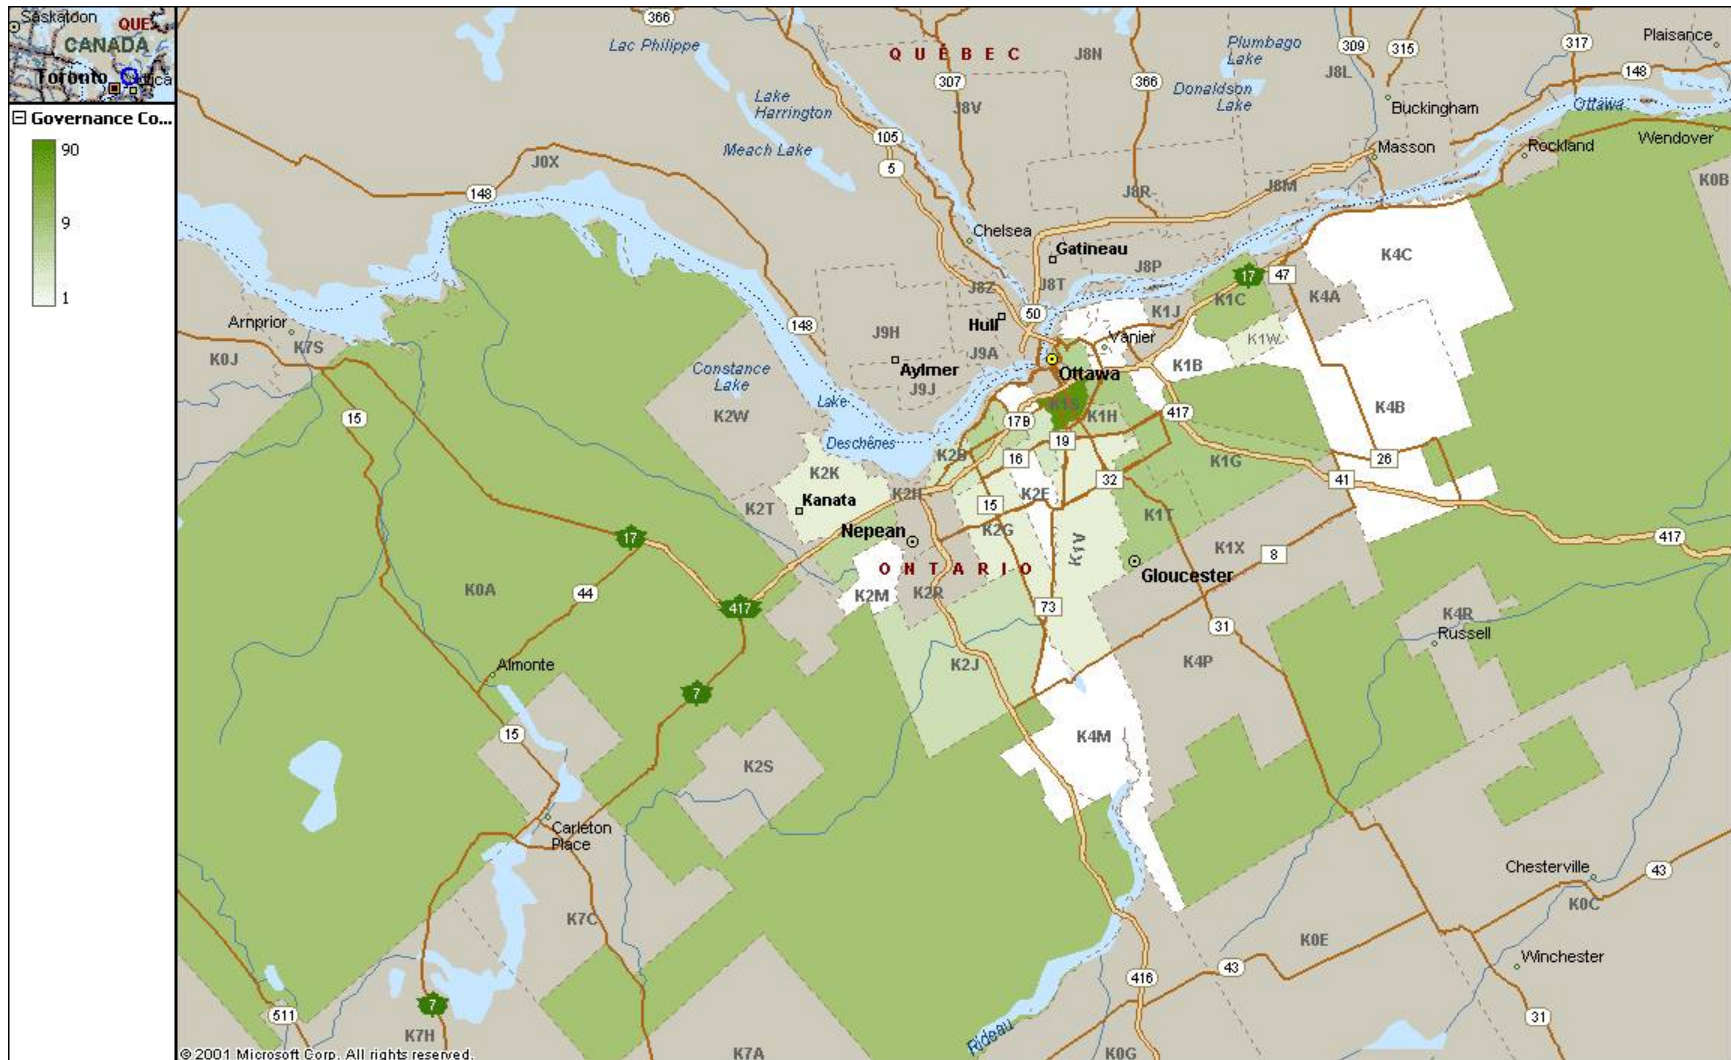 Saskatoon
QUE
CANADA
Toronto
Utica
Governance Co...
90
9
1
366
Lac Philippe
QUÉBEC
J8N
Plumbago
Lake
309
315
317
Plaisance
307
366
J8L
148
J8V
Donaldson
Lake
Buckingham
Ottawa
Lake
Harrington
105
Meach Lake
5
Masson
Rockland
Wendover
J0X
148
J8R
J8M
K0B
Chelsea
Gatineau
K4C
J8P
17
47
J8Z
J8T
K1C
K4A
50
Hull
K1J
Arnprior
148
J9H
Vanier
K1W
K7S
K0J
J9A
K1B
Constance
Lake
Aylmer
Ottawa
J9J
Lake
K1S
K4B
15
K2W
17B
K1H
417
Deschênes
19
K2B
16
K1G
26
K2K
32
41
K2H
K2E
Kanata
K2T
15
K1T
Nepean
K2G
17
K1V
K1X
417
8
ONTARIO
Gloucester
K0A
44
K2M
K2R
417
73
K4R
31
Russell
Almonte
K2J
K4P
7
15
K4M
K2S
Carleton
Place
Chesterville
43
K7C
K0C
K0E
Winchester
43
416
7
511
31
K7H
Rideau
© 2001 Microsoft Corp. All rights reserved.
K7A
K0G